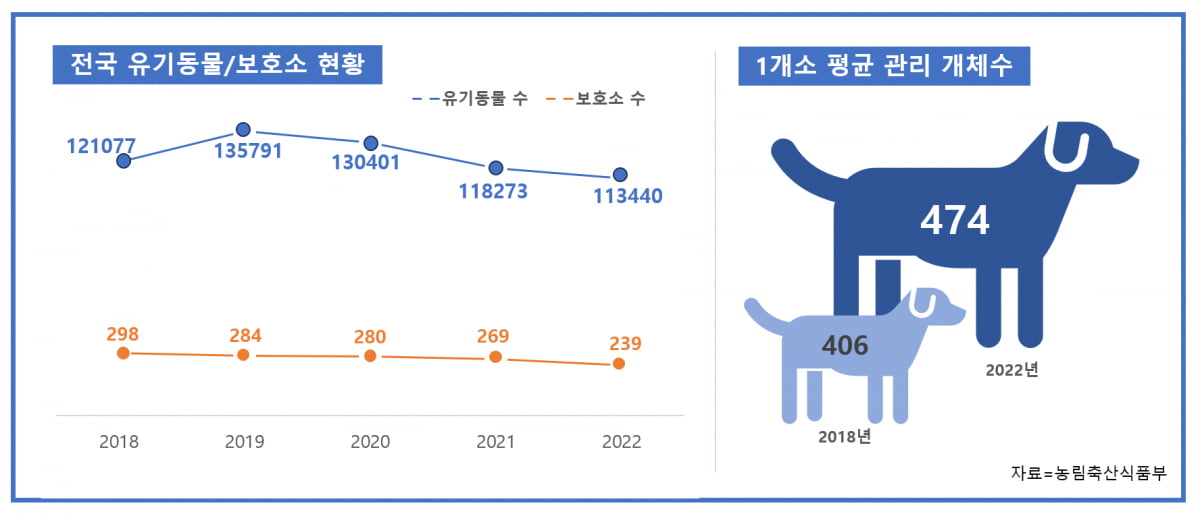 전국 유기동물/보호소 현황
유기동물 수 보호소 수
121077 135791 130401 118273 113440
298 284 280 269 239
2018 2019 2020 2021 2022
1개소 평균 관리 개체수
474
2022년
406
2018년
자료=농림축산식품부